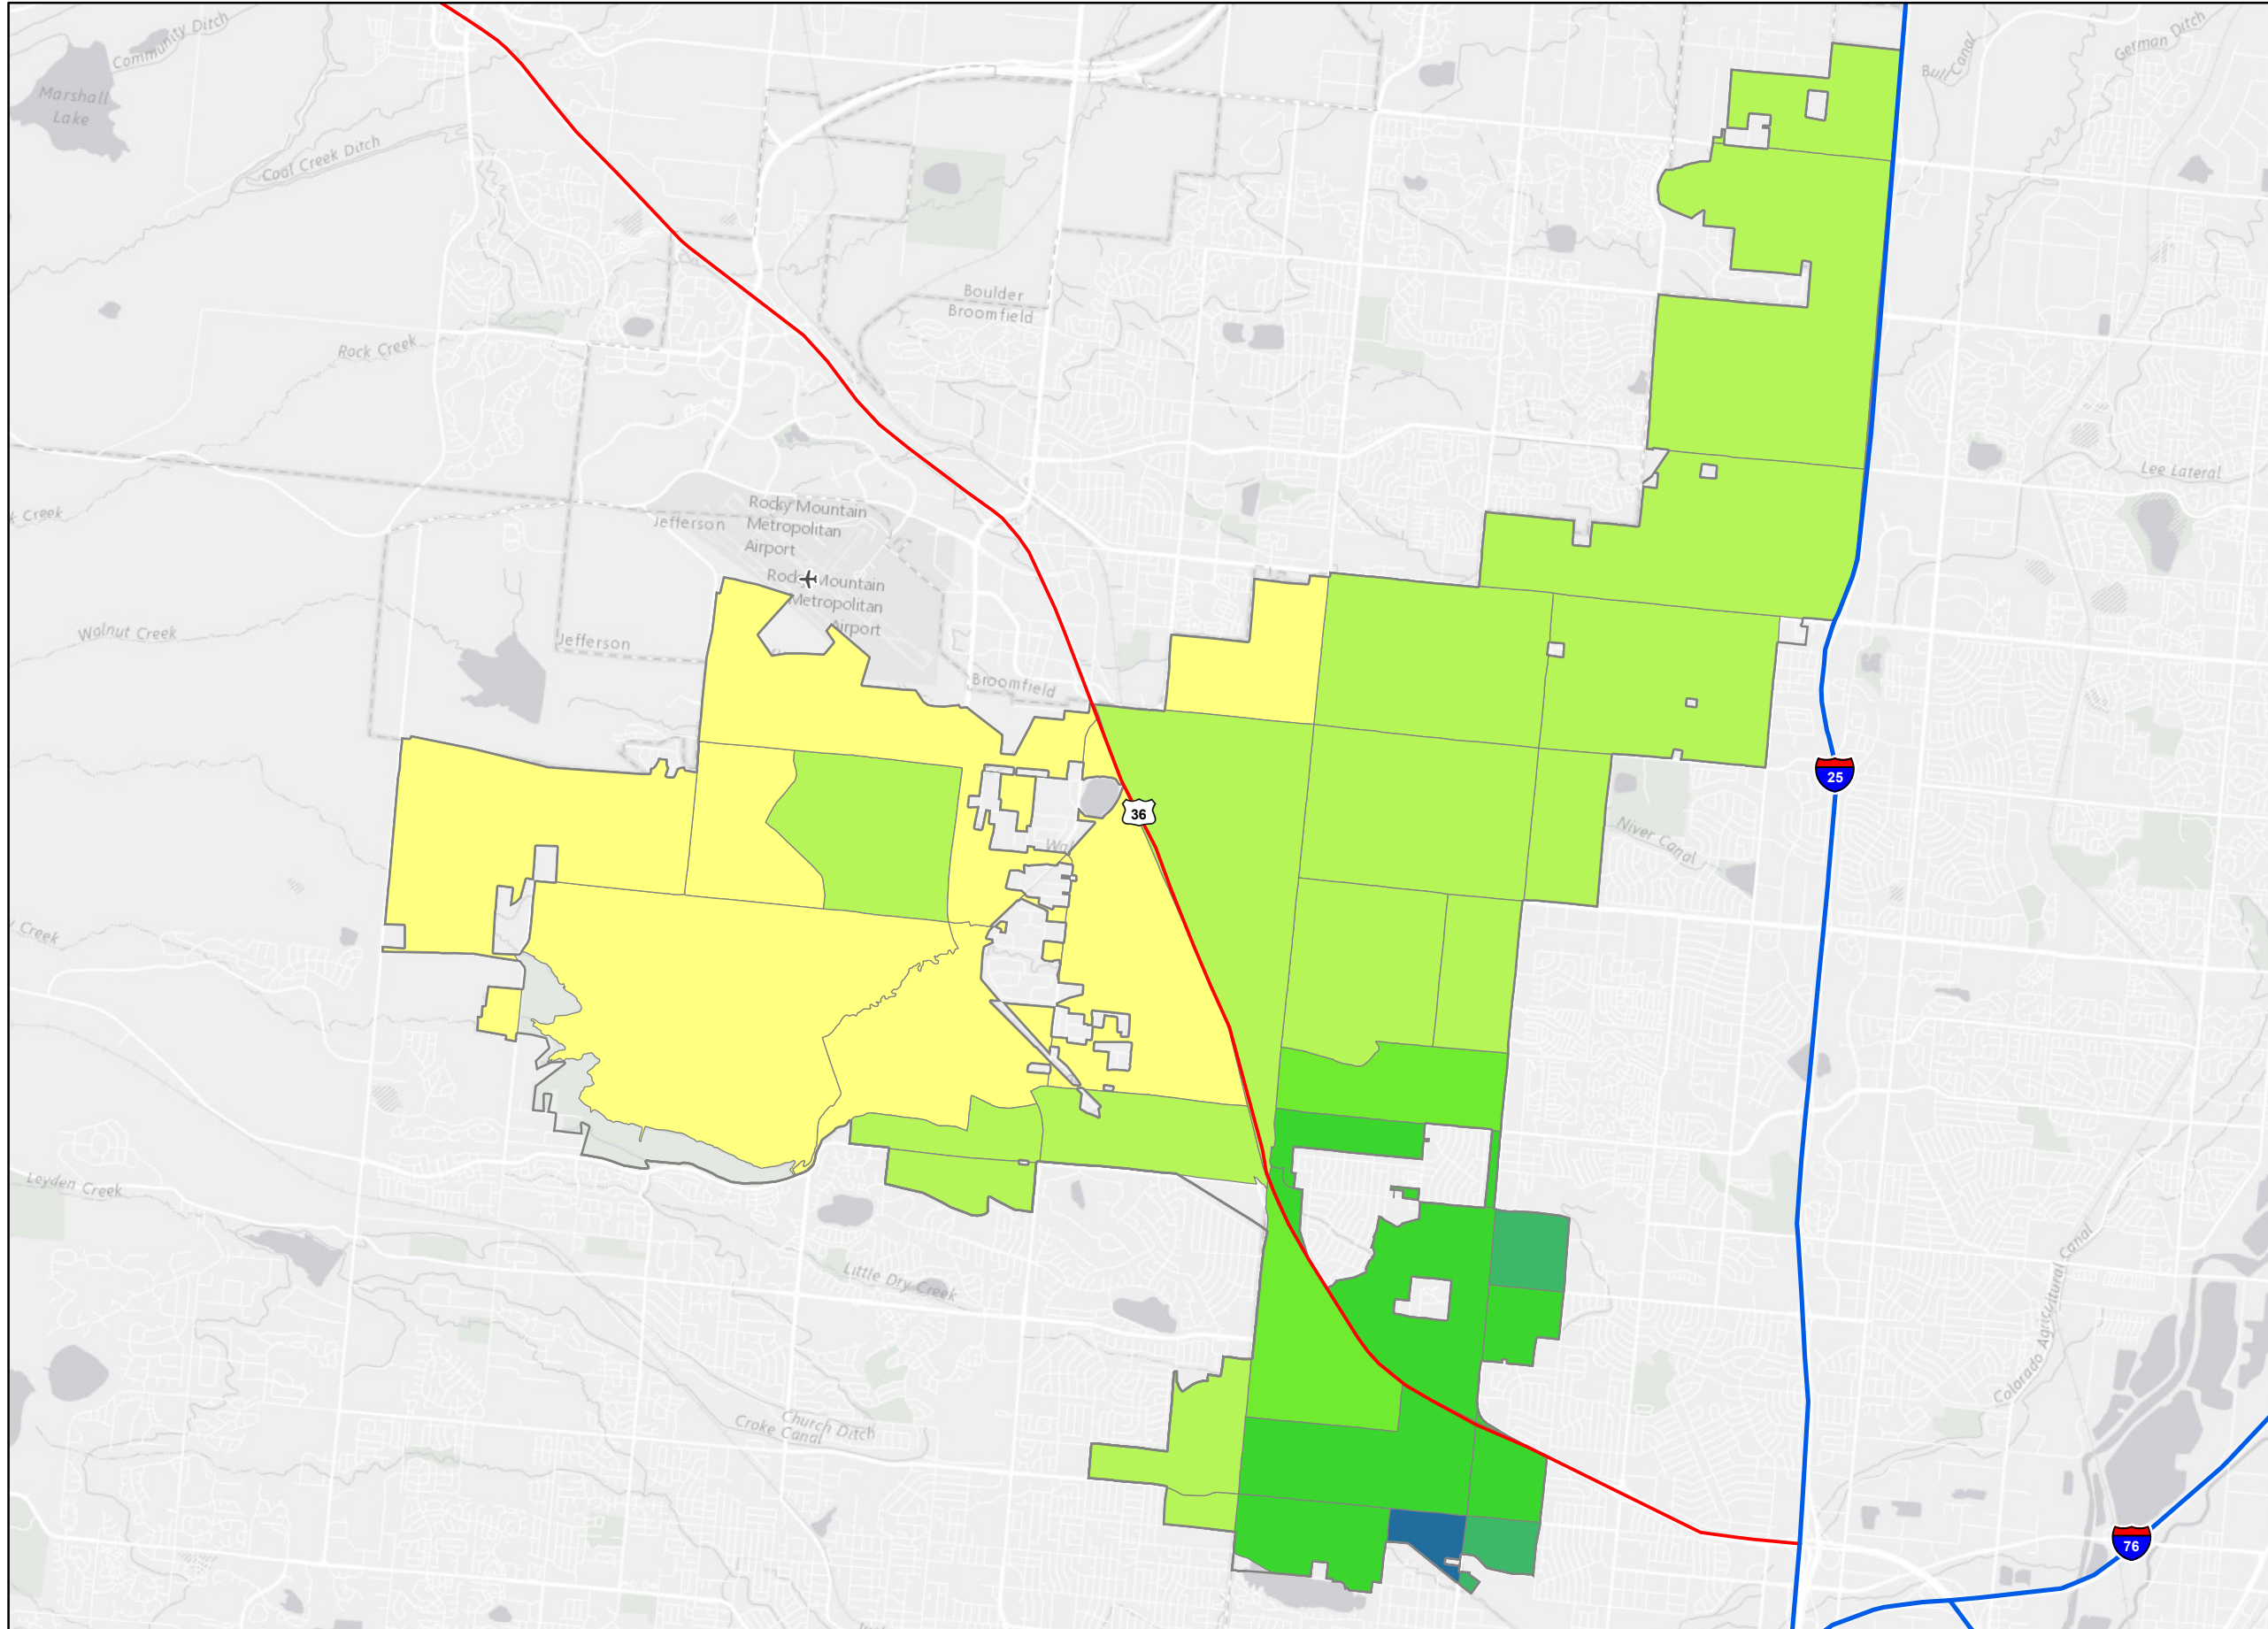 Community Ditch
German Ditch
Bull Canal
Marshall
Lake
Coal Creek Ditch
Boulder
Broomfield
Rock Creek
Lee Lateral
Rocky Mountain
Metropolitan
Airport
Jefferson
k Creek
Rocky Mountain
Metropolitan
Airport
Walnut Creek
Jefferson
Broomfield
25
36
Niver Canal
Wal
y Creek
Leyden Creek
Little Dry Creek
Colorado Agricultural Canal
Church Ditch
Croke Canal
76